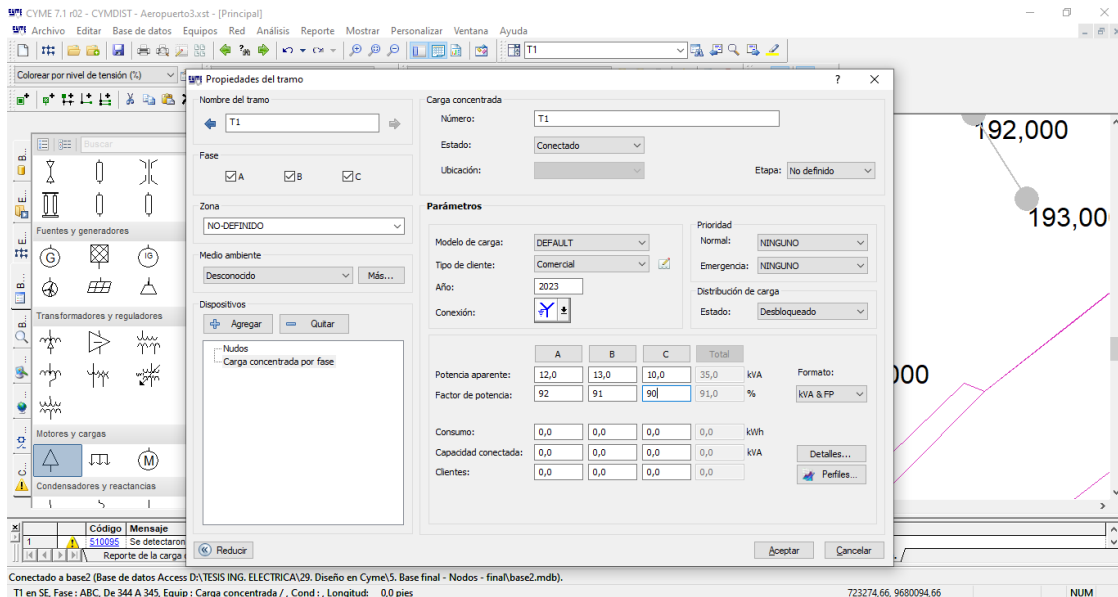 CYME 7.1 r02 - CYMDIST - Aeropuerto3.xst - [Principal]
Archivo Editar Base de datos Equipos Red Análisis Reporte Mostrar Personalizar Ventana Ayuda
T1
Colorear por nivel de tensión (%)
Propiedades del tramo
Nombre del tramo
T1
Fase
A B C
Zona
NO-DEFINIDO
Medio ambiente
Desconocido Más...
Dispositivos
Agregar Quitar
Nudos
Carga concentrada por fase
Reducir
Carga concentrada
Número: T1
Estado: Conectado
Ubicación: Etapa: No definido
Parámetros
Modelo de carga: DEFAULT
Tipo de cliente: Comercial
Año: 2023
Conexión:
Prioridad
Normal: NINGUNO
Emergencia: NINGUNO
Distribución de carga
Estado: Desbloqueado
A B C Total
Potencia aparente: 12,0 13,0 10,0 35,0 kVA
Factor de potencia: 92 91 90 91,0 %
Formato:
kVA & FP
Consumo: 0,0 0,0 0,0 0,0 kWh
Capacidad conectada: 0,0 0,0 0,0 0,0 kVA
Clientes: 0,0 0,0 0,0 0,0
Detalles...
Perfiles...
Aceptar Cancelar
Buscar
Fuentes y generadores
G IG
Transformadores y reguladores
Motores y cargas
M
Condensadores y reactancias
192,000
193,00
000
Código Mensaje
1 510095 Se detectaron
Reporte de la carga
Conectado a base2 (Base de datos Access D:\TESIS ING. ELECTRICA\29. Diseño en Cyme\5. Base final - Nodos - final\base2.mdb).
T1 en SE, Fase : ABC, De 344 A 345, Equip : Carga concentrada / , Cond : , Longitud: 0,0 pies 723274,66, 9680094,66 NUM